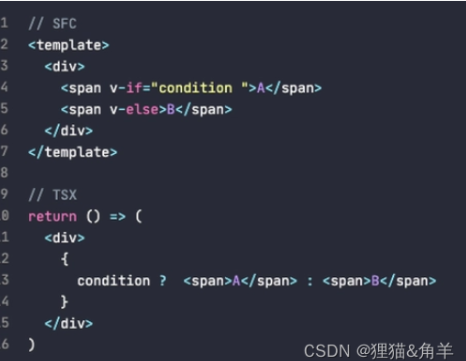 1 // SFC
2 <template>
3   <div>
4     <span v-if="condition ">A</span>
5     <span v-else>B</span>
6   </div>
7 </template>
8
9 // TSX
0 return () => (
1   <div>
2     {
3       condition ?  <span>A</span> : <span>B</span>
4     }
5   </div>
6 )
CSDN @狸猫&角羊